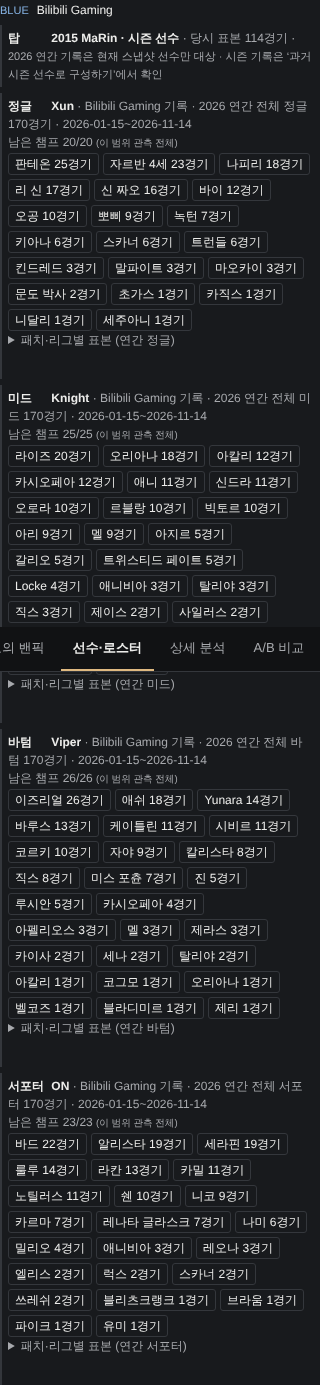 BLUE Bilibili Gaming
탑 2015 MaRin · 시즌 선수 · 당시 표본 114경기 ·
2026 연간 기록은 현재 스냅샷 선수만 대상 · 시즌 기록은 '과거
시즌 선수로 구성하기'에서 확인
정글 Xun · Bilibili Gaming 기록 · 2026 연간 전체 정글
170경기 · 2026-01-15~2026-11-14
남은 챔프 20/20 (이 범위 관측 전체)
판테온 25경기 자르반 4세 23경기 나피리 18경기
리 신 17경기 신 짜오 16경기 바이 12경기
오공 10경기 뽀삐 9경기 녹턴 7경기
키아나 6경기 스카너 6경기 트런들 6경기
킨드레드 3경기 말파이트 3경기 마오카이 3경기
문도 박사 2경기 초가스 1경기 카직스 1경기
니달리 1경기 세주아니 1경기
▶ 패치·리그별 표본 (연간 정글)
미드 Knight · Bilibili Gaming 기록 · 2026 연간 전체 미
드 170경기 · 2026-01-15~2026-11-14
남은 챔프 25/25 (이 범위 관측 전체)
라이즈 20경기 오리아나 18경기 아칼리 12경기
카시오페아 12경기 애니 11경기 신드라 11경기
오로라 10경기 르블랑 10경기 빅토르 10경기
아리 9경기 멜 9경기 아지르 5경기
갈리오 5경기 트위스티드 페이트 5경기
Locke 4경기 애니비아 3경기 탈리야 3경기
직스 3경기 제이스 2경기 사일러스 2경기
의 밴픽 선수·로스터 상세 분석 A/B 비교
▶ 패치·리그별 표본 (연간 미드)
바텀 Viper · Bilibili Gaming 기록 · 2026 연간 전체 바
텀 170경기 · 2026-01-15~2026-11-14
남은 챔프 26/26 (이 범위 관측 전체)
이즈리얼 26경기 애쉬 18경기 Yunara 14경기
바루스 13경기 케이틀린 11경기 시비르 11경기
코르키 10경기 자야 9경기 칼리스타 8경기
직스 8경기 미스 포츈 7경기 진 5경기
루시안 5경기 카시오페아 4경기
아펠리오스 3경기 멜 3경기 제라스 3경기
카이사 2경기 세나 2경기 탈리야 2경기
아칼리 1경기 코그모 1경기 오리아나 1경기
벨코즈 1경기 블라디미르 1경기 제리 1경기
▶ 패치·리그별 표본 (연간 바텀)
서포터 ON · Bilibili Gaming 기록 · 2026 연간 전체 서포
터 170경기 · 2026-01-15~2026-11-14
남은 챔프 23/23 (이 범위 관측 전체)
바드 22경기 알리스타 19경기 세라핀 19경기
룰루 14경기 라칸 13경기 카밀 11경기
노틸러스 11경기 쉔 10경기 니코 9경기
카르마 7경기 레나타 글라스크 7경기 나미 6경기
밀리오 4경기 애니비아 3경기 레오나 3경기
엘리스 2경기 럭스 2경기 스카너 2경기
쓰레쉬 2경기 블리츠크랭크 1경기 브라움 1경기
파이크 1경기 유미 1경기
▶ 패치·리그별 표본 (연간 서포터)